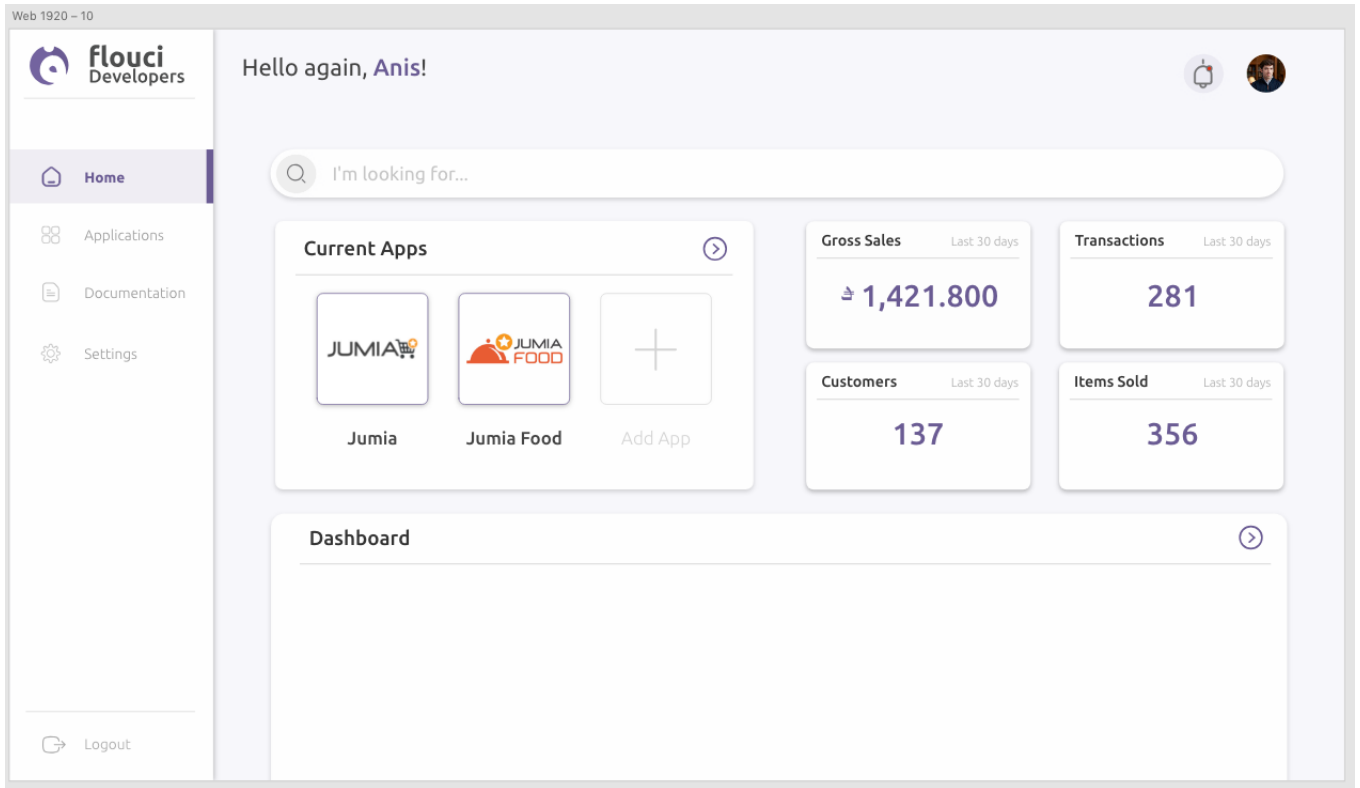 Web 1920 – 10
flouci
Developers
Hello again, Anis!
Home
Applications
Documentation
Settings
Logout
I'm looking for...
Current Apps
JUMIA
JUMIA
FOOD
Jumia
Jumia Food
Add App
Gross Sales Last 30 days
1,421.800
Transactions Last 30 days
281
Customers Last 30 days
137
Items Sold Last 30 days
356
Dashboard